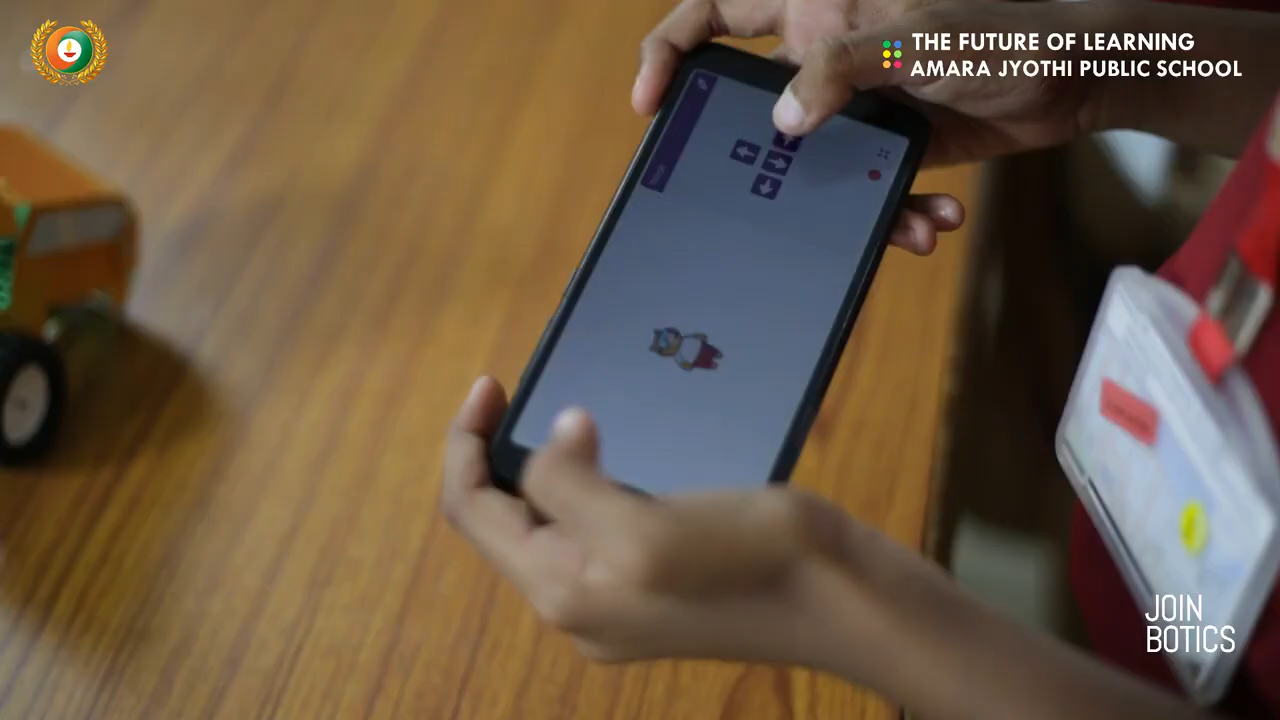 THE FUTURE OF LEARNING
AMARA JYOTHI PUBLIC SCHOOL
JOIN
BOTICS